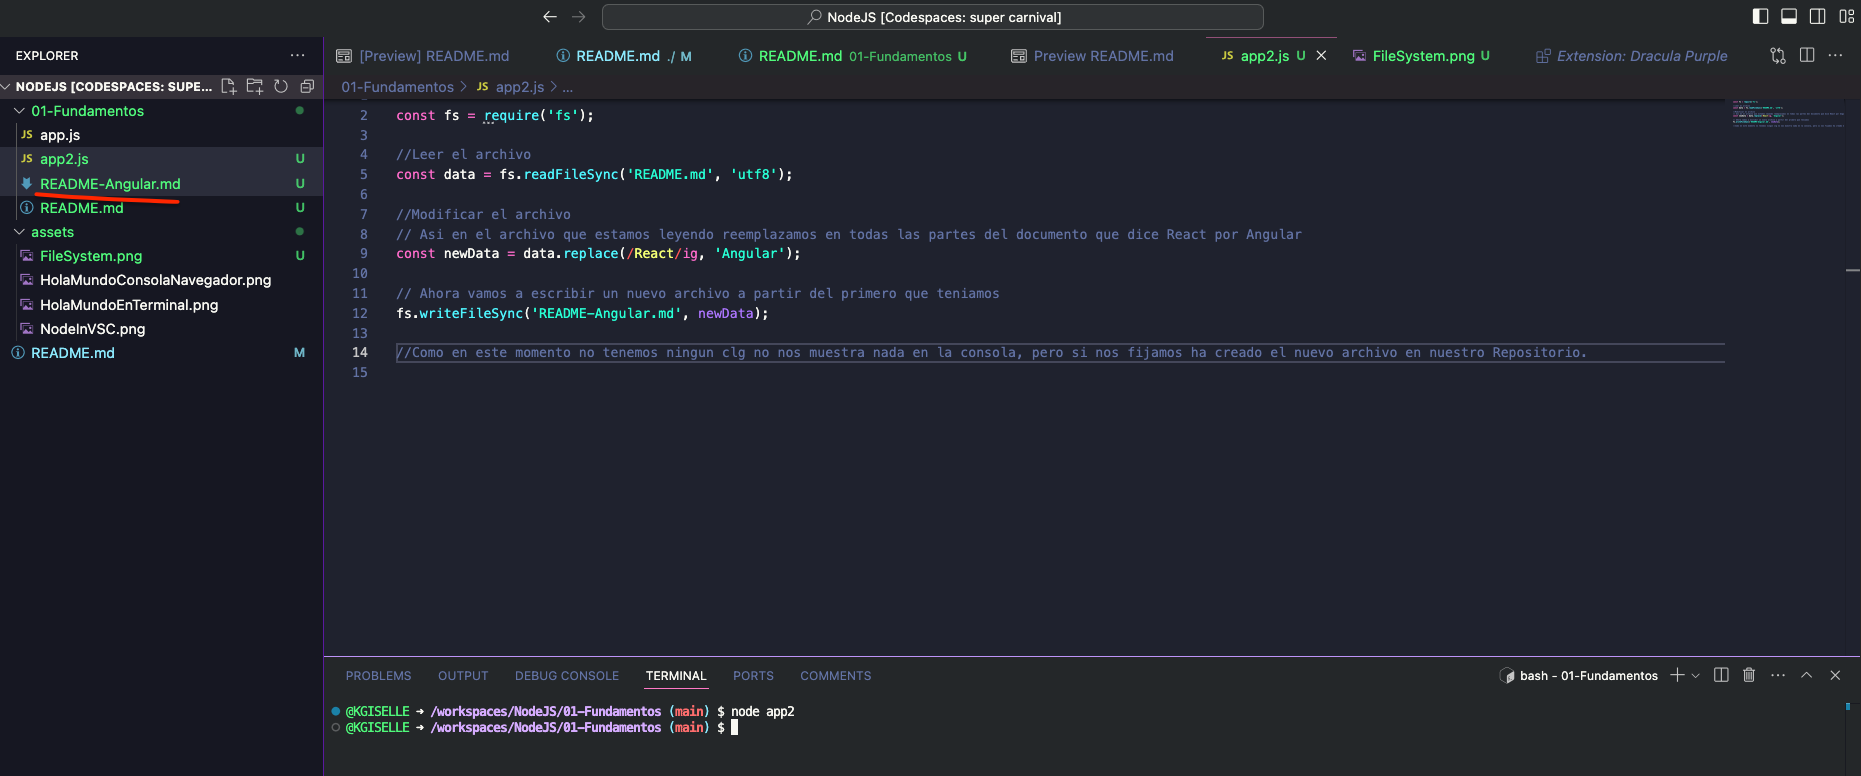 NodeJS [Codespaces: super carnival]
EXPLORER
NODEJS [CODESPACES: SUPE...
01-Fundamentos
JS app.js
JS app2.js U
README-Angular.md U
README.md U
assets
FileSystem.png U
HolaMundoConsolaNavegador.png
HolaMundoEnTerminal.png
NodeInVSC.png
README.md M
[Preview] README.md
README.md ./ M
README.md 01-Fundamentos U
Preview README.md
JS app2.js U
FileSystem.png U
Extension: Dracula Purple
01-Fundamentos > JS app2.js > ...
2 const fs = require('fs');
3
4 //Leer el archivo
5 const data = fs.readFileSync('README.md', 'utf8');
6
7 //Modificar el archivo
8 // Asi en el archivo que estamos leyendo reemplazamos en todas las partes del documento que dice React por Angular
9 const newData = data.replace(/React/ig, 'Angular');
10
11 // Ahora vamos a escribir un nuevo archivo a partir del primero que teniamos
12 fs.writeFileSync('README-Angular.md', newData);
13
14 //Como en este momento no tenemos ningun clg no nos muestra nada en la consola, pero si nos fijamos ha creado el nuevo archivo en nuestro Repositorio.
15
PROBLEMS OUTPUT DEBUG CONSOLE TERMINAL PORTS COMMENTS
bash - 01-Fundamentos
@KGISELLE → /workspaces/NodeJS/01-Fundamentos (main) $ node app2
@KGISELLE → /workspaces/NodeJS/01-Fundamentos (main) $